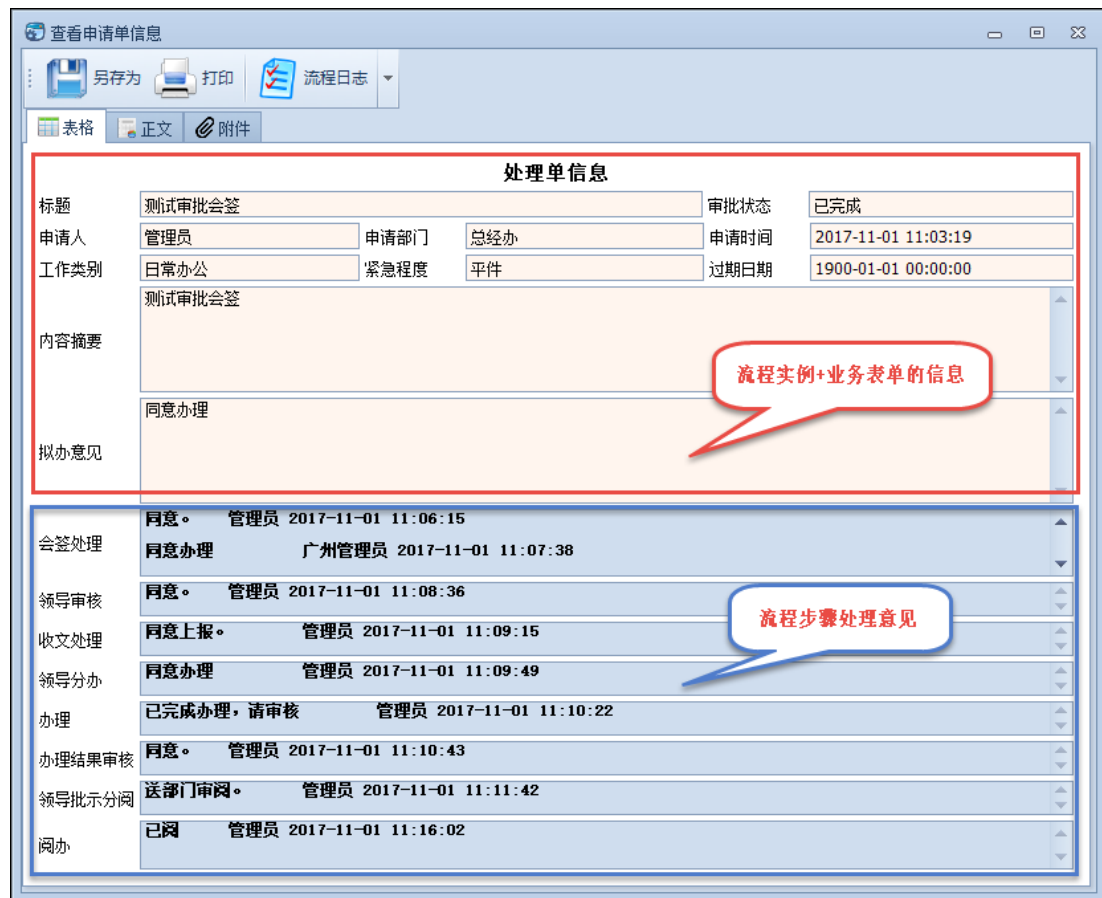 查看申请单信息
另存为 打印 流程日志
表格 正文 附件
处理单信息
标题 测试审批会签 审批状态 已完成
申请人 管理员 申请部门 总经办 申请时间 2017-11-01 11:03:19
工作类别 日常办公 紧急程度 平件 过期日期 1900-01-01 00:00:00
测试审批会签
内容摘要
流程实例+业务表单的信息
同意办理
拟办意见
同意。 管理员 2017-11-01 11:06:15
会签处理
同意办理 广州管理员 2017-11-01 11:07:38
领导审核 同意。 管理员 2017-11-01 11:08:36
流程步骤处理意见
收文处理 同意上报。 管理员 2017-11-01 11:09:15
领导分办 同意办理 管理员 2017-11-01 11:09:49
办理 已完成办理，请审核 管理员 2017-11-01 11:10:22
办理结果审核 同意。 管理员 2017-11-01 11:10:43
领导批示分阅 送部门审阅。 管理员 2017-11-01 11:11:42
阅办 已阅 管理员 2017-11-01 11:16:02